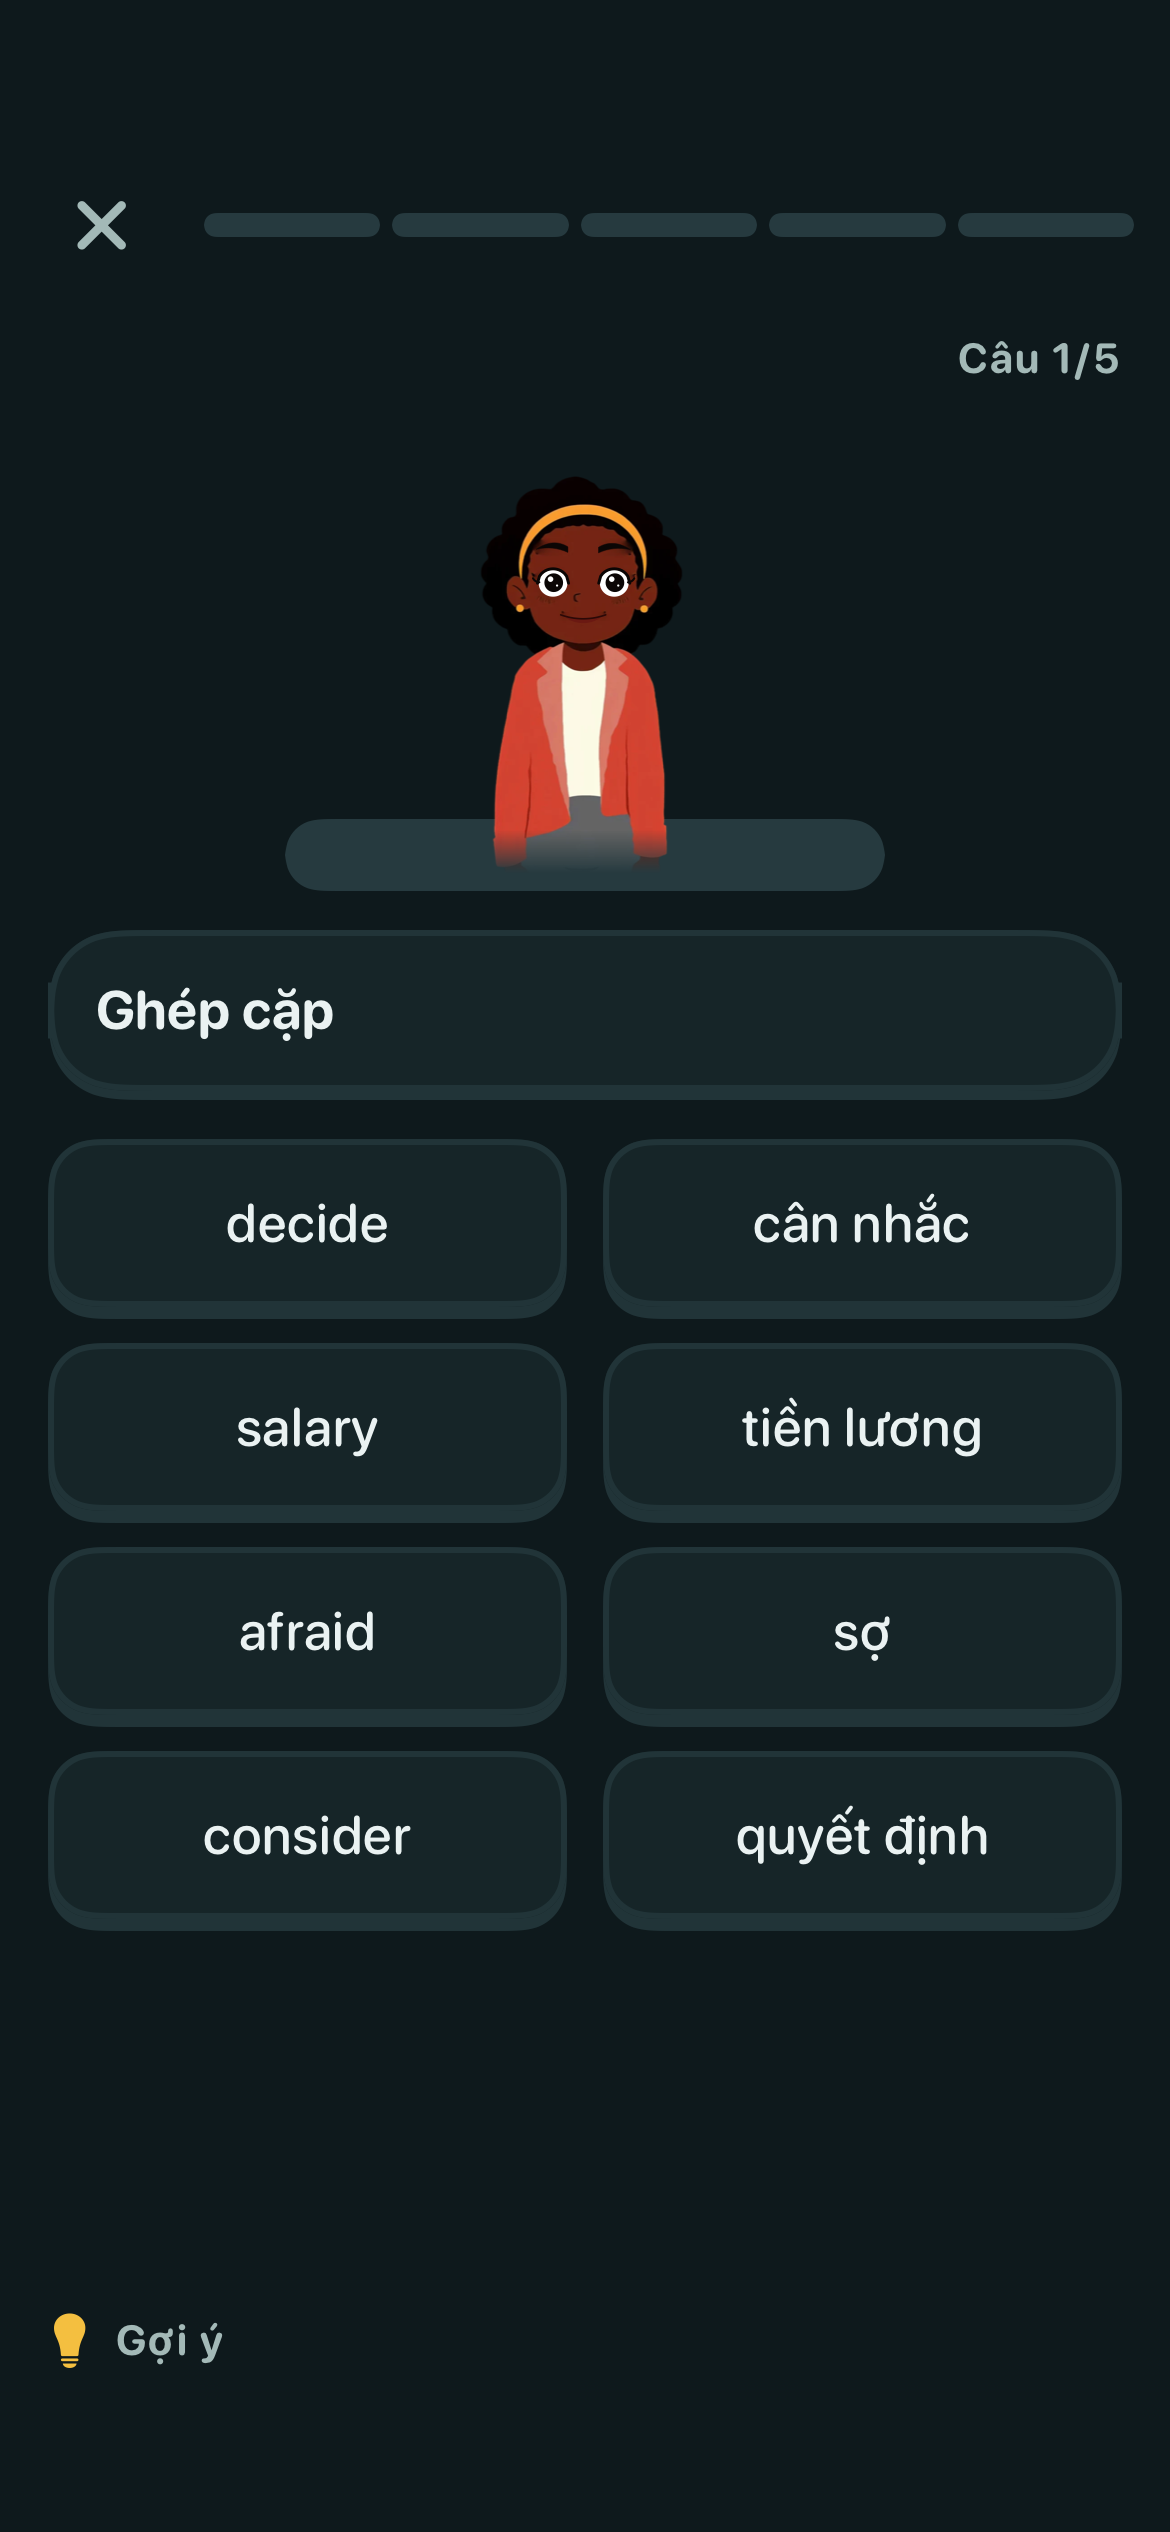 Câu 1/5
Ghép cặp
decide
cân nhắc
salary
tiền lương
afraid
sợ
consider
quyết định
Gợi ý